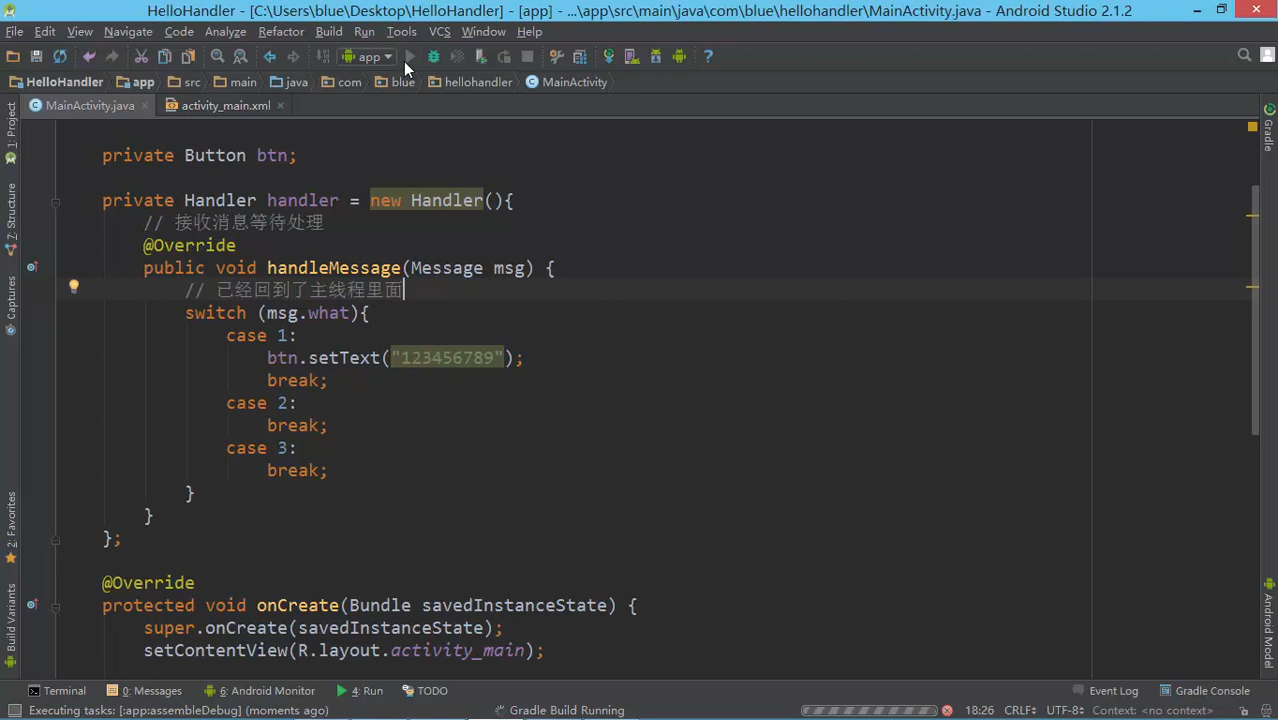 HelloHandler - [C:\Users\blue\Desktop\HelloHandler] - [app] - ...\app\src\main\java\com\blue\hellohandler\MainActivity.java - Android Studio 2.1.2
File Edit View Navigate Code Analyze Refactor Build Run Tools VCS Window Help
app
HelloHandler app src main java com blue hellohandler MainActivity
MainActivity.java activity_main.xml
1: Project
7: Structure
Captures
2: Favorites
Build Variants
private Button btn;
private Handler handler = new Handler(){
// 接收消息等待处理
@Override
public void handleMessage(Message msg) {
// 已经回到了主线程里面
switch (msg.what){
case 1:
btn.setText("123456789");
break;
case 2:
break;
case 3:
break;
}
}
};
@Override
protected void onCreate(Bundle savedInstanceState) {
super.onCreate(savedInstanceState);
setContentView(R.layout.activity_main);
Gradle
Android Model
Terminal 0: Messages 6: Android Monitor 4: Run TODO Event Log Gradle Console
Executing tasks: [:app:assembleDebug] (moments ago) Gradle Build Running 18:26 CRLF÷ UTF-8÷ Context: <no context>